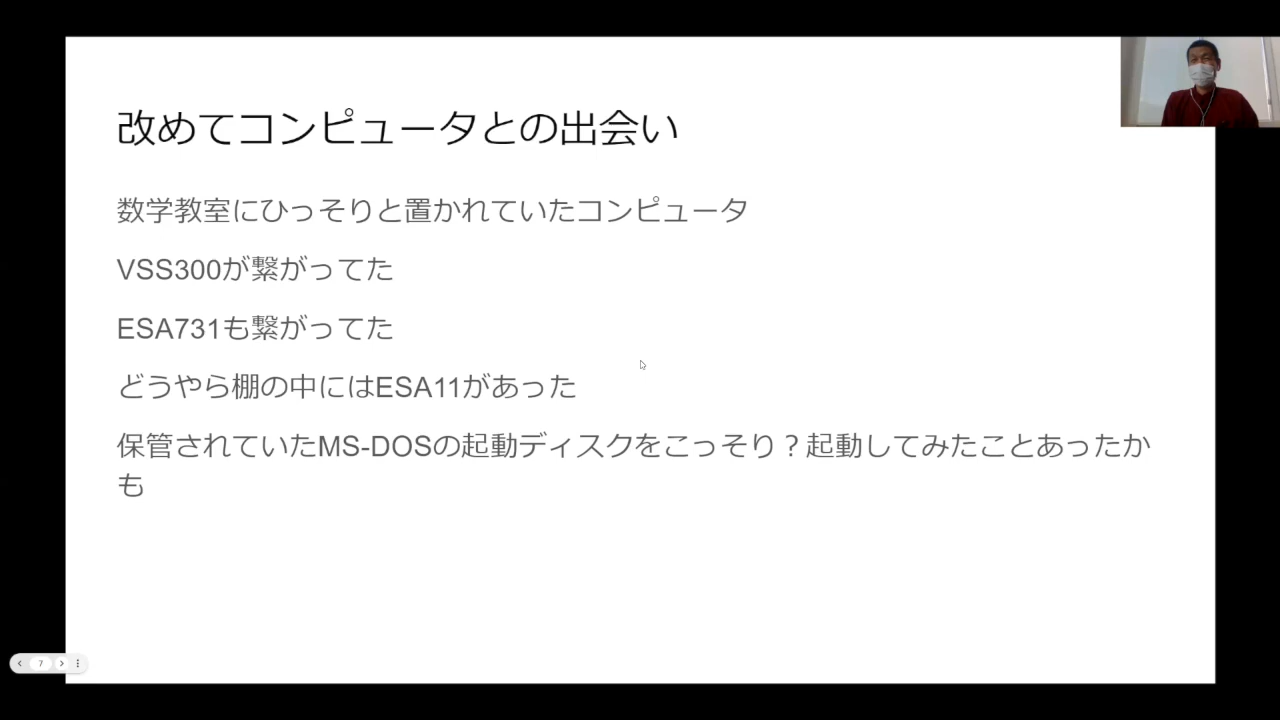 改めてコンピュータとの出会い
数学教室にひっそりと置かれていたコンピュータ
VSS300が繋がってた
ESA731も繋がってた
どうやら棚の中にはESA11があった
保管されていたMS-DOSの起動ディスクをこっそり？起動してみたことあったか
も
7